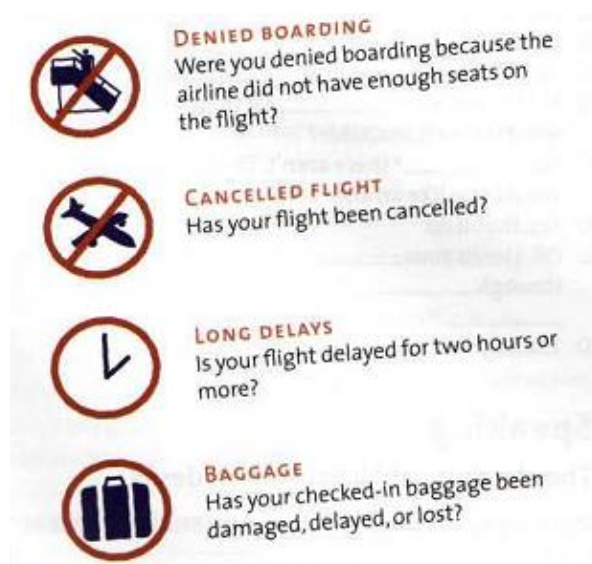 DENIED BOARDING
Were you denied boarding because the
airline did not have enough seats on
the flight?
CANCELLED FLIGHT
Has your flight been cancelled?
LONG DELAYS
Is your flight delayed for two hours or
more?
BAGGAGE
Has your checked-in baggage been
damaged, delayed, or lost?